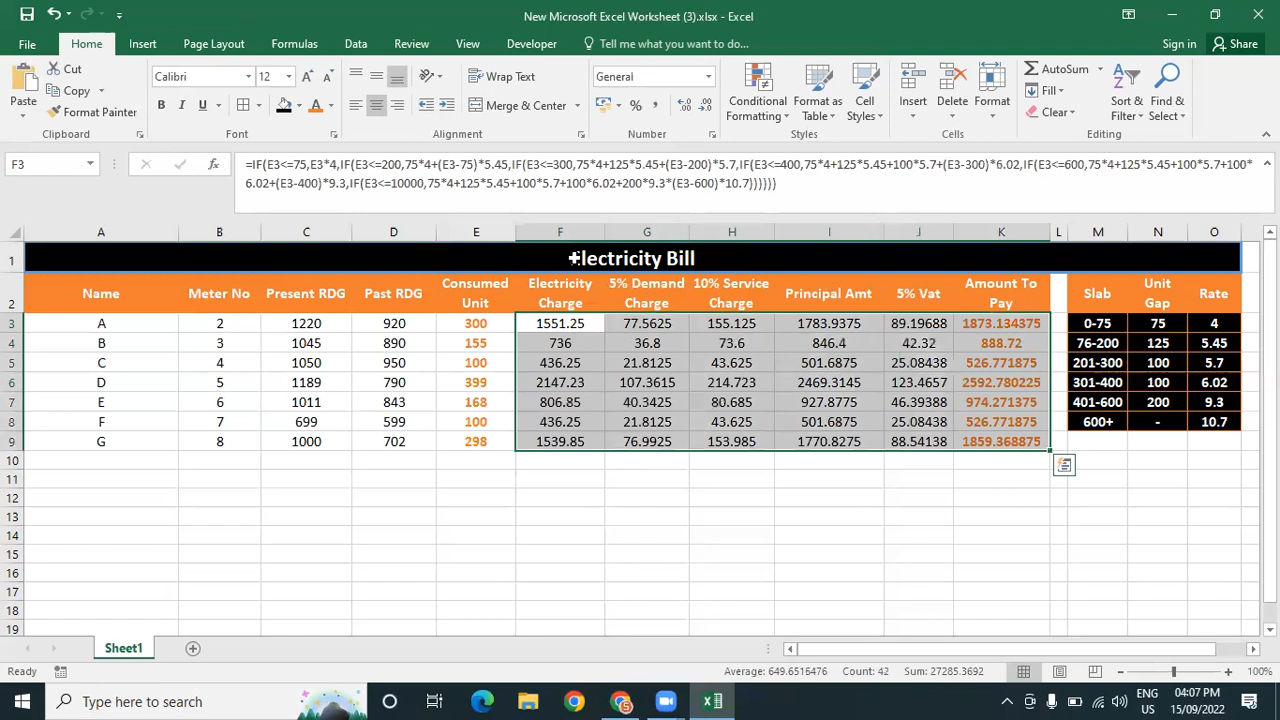 New Microsoft Excel Worksheet (3).xlsx - Excel
File Home Insert Page Layout Formulas Data Review View Developer Tell me what you want to do... Sign in Share
Paste Cut Copy Format Painter Clipboard
Calibri 12 A A B I U A Font
Wrap Text Merge & Center Alignment
General % , Number
Conditional Formatting Format as Table Cell Styles Styles
Insert Delete Format Cells
AutoSum Fill Clear Sort & Filter Find & Select Editing
F3 fx =IF(E3<=75,E3*4,IF(E3<=200,75*4+(E3-75)*5.45,IF(E3<=300,75*4+125*5.45+(E3-200)*5.7,IF(E3<=400,75*4+125*5.45+100*5.7+(E3-300)*6.02,IF(E3<=600,75*4+125*5.45+100*5.7+100*
6.02+(E3-400)*9.3,IF(E3<=10000,75*4+125*5.45+100*5.7+100*6.02+200*9.3*(E3-600)*10.7))))))
A B C D E F G H I J K L M N O
1 Electricity Bill
2 Name Meter No Present RDG Past RDG Consumed Unit Electricity Charge 5% Demand Charge 10% Service Charge Principal Amt 5% Vat Amount To Pay Slab Unit Gap Rate
3 A 2 1220 920 300 1551.25 77.5625 155.125 1783.9375 89.19688 1873.134375 0-75 75 4
4 B 3 1045 890 155 736 36.8 73.6 846.4 42.32 888.72 76-200 125 5.45
5 C 4 1050 950 100 436.25 21.8125 43.625 501.6875 25.08438 526.771875 201-300 100 5.7
6 D 5 1189 790 399 2147.23 107.3615 214.723 2469.3145 123.4657 2592.780225 301-400 100 6.02
7 E 6 1011 843 168 806.85 40.3425 80.685 927.8775 46.39388 974.271375 401-600 200 9.3
8 F 7 699 599 100 436.25 21.8125 43.625 501.6875 25.08438 526.771875 600+ - 10.7
9 G 8 1000 702 298 1539.85 76.9925 153.985 1770.8275 88.54138 1859.368875
10
11
12
13
14
15
16
17
18
19
Sheet1
Ready Average: 649.6516476 Count: 42 Sum: 27285.3692 100%
Type here to search ENG US 04:07 PM 15/09/2022